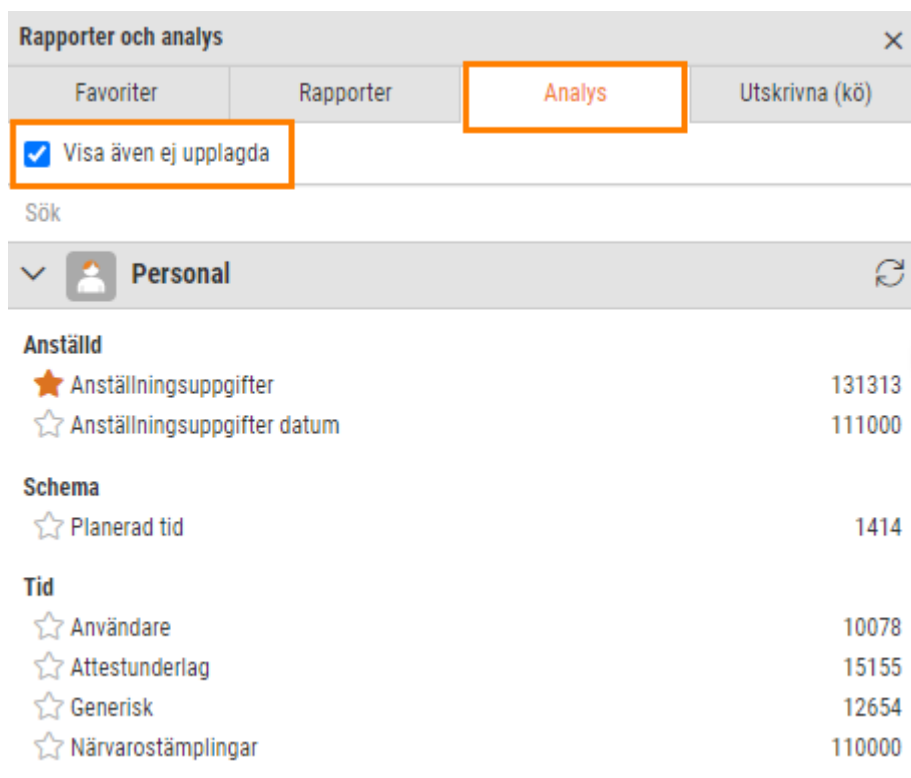 Rapporter och analys
Favoriter Rapporter Analys Utskrivna (kö)
Visa även ej upplagda
Sök
Personal
Anställd
Anställningsuppgifter 131313
Anställningsuppgifter datum 111000
Schema
Planerad tid 1414
Tid
Användare 10078
Attestunderlag 15155
Generisk 12654
Närvarostämplingar 110000